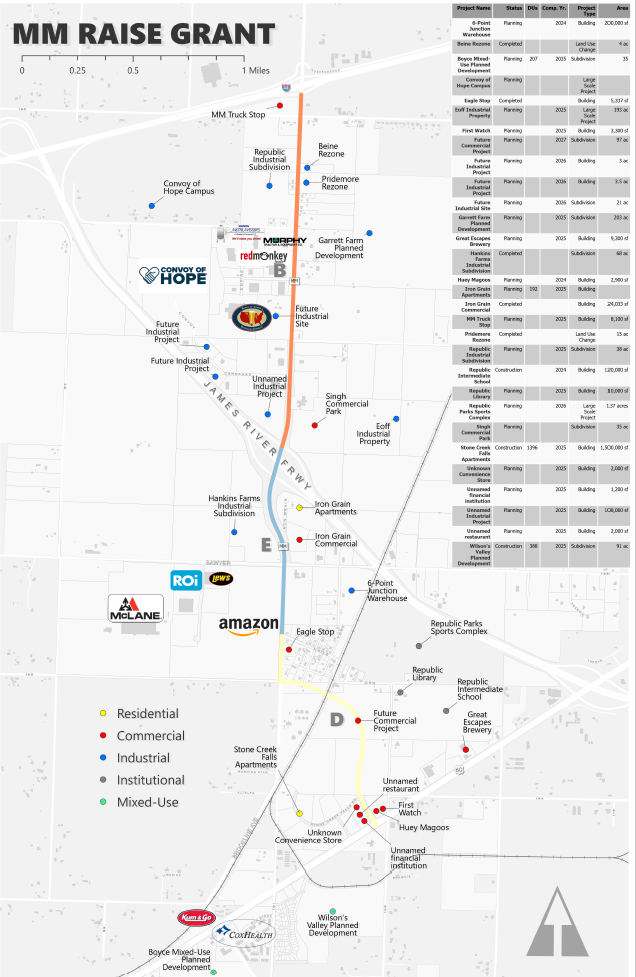 MM RAISE GRANT
0 0.25 0.5 1 Miles
44
MM Truck Stop
Republic
Industrial
Subdivision
Beine
Rezone
Pridemore
Rezone
Convoy of
Hope Campus
MURPHY
redmonkey
B
Garrett Farm
Planned
Development
CONVOY OF
HOPE
MM
Future
Industrial
Site
Future
Industrial
Project
Future Industrial
Project
Unnamed
Industrial
Project
Singh
Commercial
Park
Eoff
Industrial
Property
JAMES RIVER FRWY
Hankins Farms
Industrial
Subdivision
Iron Grain
Apartments
Iron Grain
Commercial
E
MM
SAWYER
ROi
Lew's
McLANE
amazon
6-Point
Junction
Warehouse
Eagle Stop
Republic Parks
Sports Complex
Republic
Library
Republic
Intermediate
School
D
Future
Commercial
Project
Great
Escapes
Brewery
Residential
Commercial
Industrial
Institutional
Mixed-Use
Stone Creek
Falls
Apartments
60
Unnamed
restaurant
First
Watch
Huey Magoos
Unknown
Convenience Store
Unnamed
financial
institution
Kum & Go
CoxHealth
Wilson's
Valley Planned
Development
Boyce Mixed-Use
Planned
Development
Project Name Status DUs Comp. Yr. Project Type Area
6-Point Junction Warehouse Planning 2024 Building 200,000 sf
Beine Rezone Completed Land Use Change 4 ac
Boyce Mixed-Use Planned Development Planning 207 2025 Subdivision 35
Convoy of Hope Campus Planning Large Scale Project
Eagle Stop Completed Building 5,337 sf
Eoff Industrial Property Planning 2025 Large Scale Project 193 ac
First Watch Planning 2025 Building 3,300 sf
Future Commercial Project Planning 2027 Subdivision 97 ac
Future Industrial Project Planning 2026 Building 3 ac
Future Industrial Project Planning 2026 Building 3.5 ac
Future Industrial Site Planning 2026 Subdivision 21 ac
Garrett Farm Planned Development Planning 2025 Subdivision 203 ac
Great Escapes Brewery Planning 2025 Building 9,300 sf
Hankins Farms Industrial Subdivision Completed Subdivision 68 ac
Huey Magoos Planning 2024 Building 2,900 sf
Iron Grain Apartments Planning 192 2025 Building
Iron Grain Commercial Completed Building 24,033 sf
MM Truck Stop Planning 2025 Building 8,100 sf
Pridemore Rezone Completed Land Use Change 15 ac
Republic Industrial Subdivision Planning 2025 Subdivision 38 ac
Republic Intermediate School Construction 2024 Building 120,000 sf
Republic Library Planning 2025 Building 10,000 sf
Republic Parks Sports Complex Planning 2026 Large Scale Project 137 acres
Singh Commercial Park Planning Subdivision 35 ac
Stone Creek Falls Apartments Construction 1396 2025 Building 1,500,000 sf
Unknown Convenience Store Planning 2025 Building 2,000 sf
Unnamed financial institution Planning 2025 Building 1,200 sf
Unnamed Industrial Project Planning 2025 Building 108,000 sf
Unnamed restaurant Planning 2025 Building 2,000 sf
Wilson's Valley Planned Development Construction 388 2025 Subdivision 91 ac